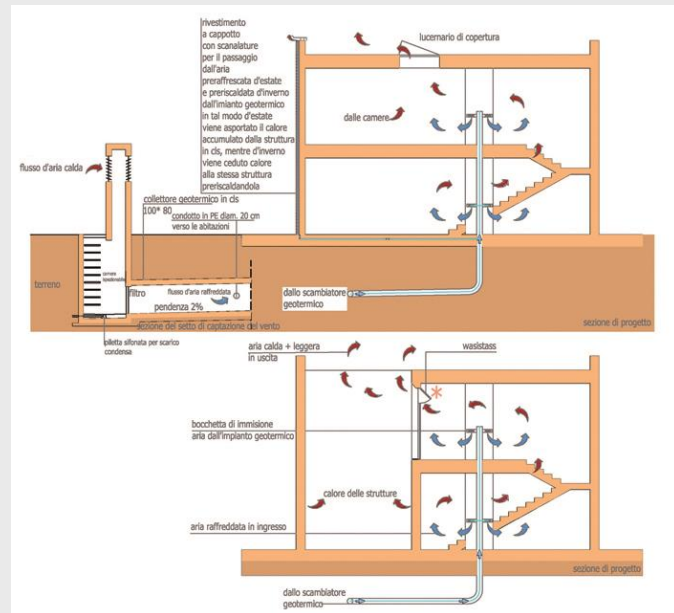 rivestimento
a cappotto
con scanalature
per il passaggio
dall'aria
preraffrescata d'estate
e preriscaldata d'inverno
dall'imianto geotermico
in tal modo d'estate
viene asportato il calore
accumulato dalla struttura
in cls, mentre d'inverno
viene ceduto calore
alla stessa struttura
preriscaldandola
lucernario di copertura
dalle camere
flusso d'aria calda
collettore geotermico in cls
100* 80
condotto in PE diam. 20 cm
verso le abitazioni
terreno
filtro
flusso d'aria raffreddata
pendenza 2%
sezione del setto di captazione del vento
piletta sifonata per scarico
condensa
dallo scambiatore
geotermico
sezione di progetto
aria calda + leggera
in uscita
wasistass
bocchetta di immisione
aria dall'impianto geotermico
calore delle strutture
aria raffreddata in ingresso
sezione di progetto
dallo scambiatore
geotermico